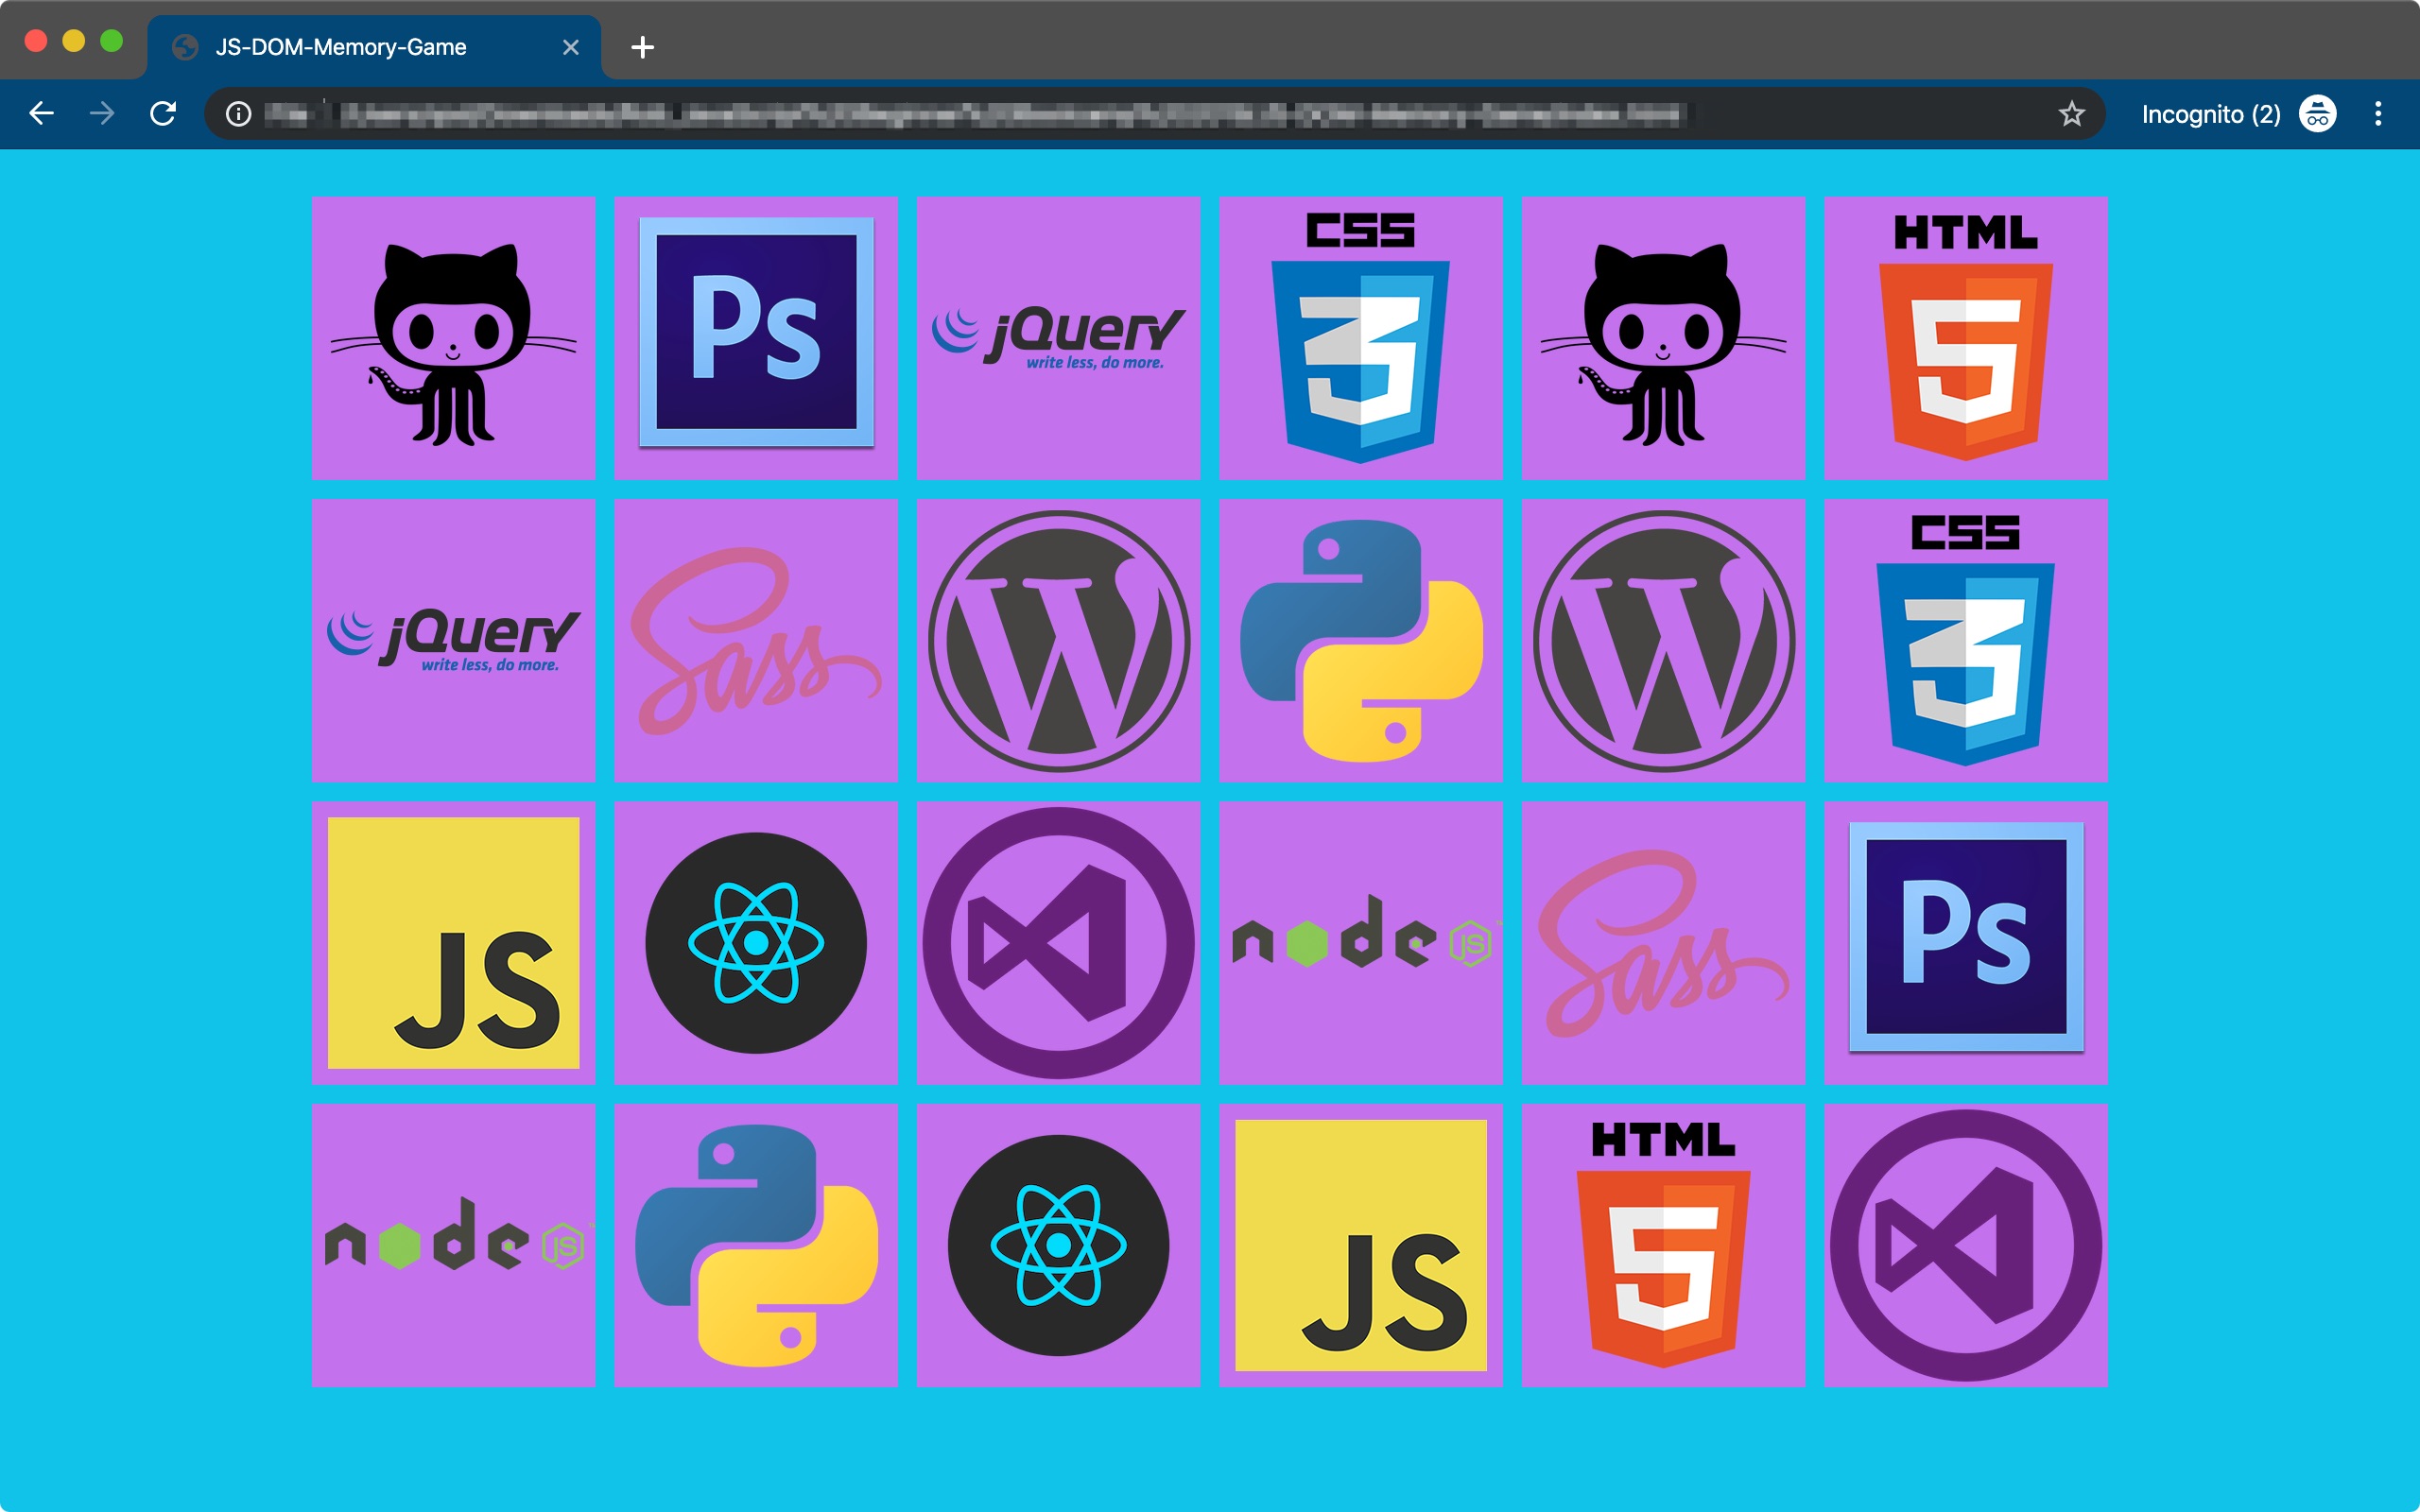 JS-DOM-Memory-Game
Incognito (2)
Ps
jQuery
write less, do more.
CSS
3
HTML
5
jQuery
write less, do more.
Sass
W
W
CSS
3
JS
node JS
Sass
Ps
node JS
JS
HTML
5